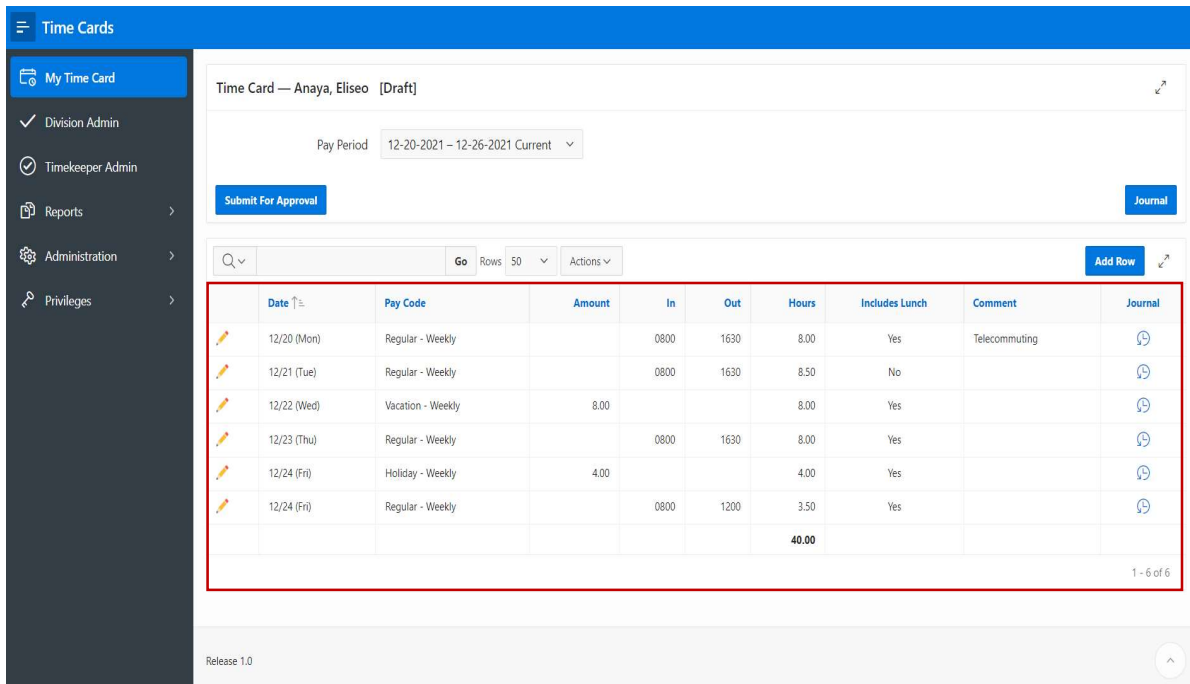 Time Cards
My Time Card
Division Admin
Timekeeper Admin
Reports
Administration
Privileges
Time Card — Anaya, Eliseo [Draft]
Pay Period 12-20-2021 – 12-26-2021 Current
Submit For Approval Journal
Go Rows 50 Actions Add Row
Date Pay Code Amount In Out Hours Includes Lunch Comment Journal
12/20 (Mon) Regular - Weekly 0800 1630 8.00 Yes Telecommuting
12/21 (Tue) Regular - Weekly 0800 1630 8.50 No
12/22 (Wed) Vacation - Weekly 8.00 8.00 Yes
12/23 (Thu) Regular - Weekly 0800 1630 8.00 Yes
12/24 (Fri) Holiday - Weekly 4.00 4.00 Yes
12/24 (Fri) Regular - Weekly 0800 1200 3.50 Yes
40.00
1 - 6 of 6
Release 1.0